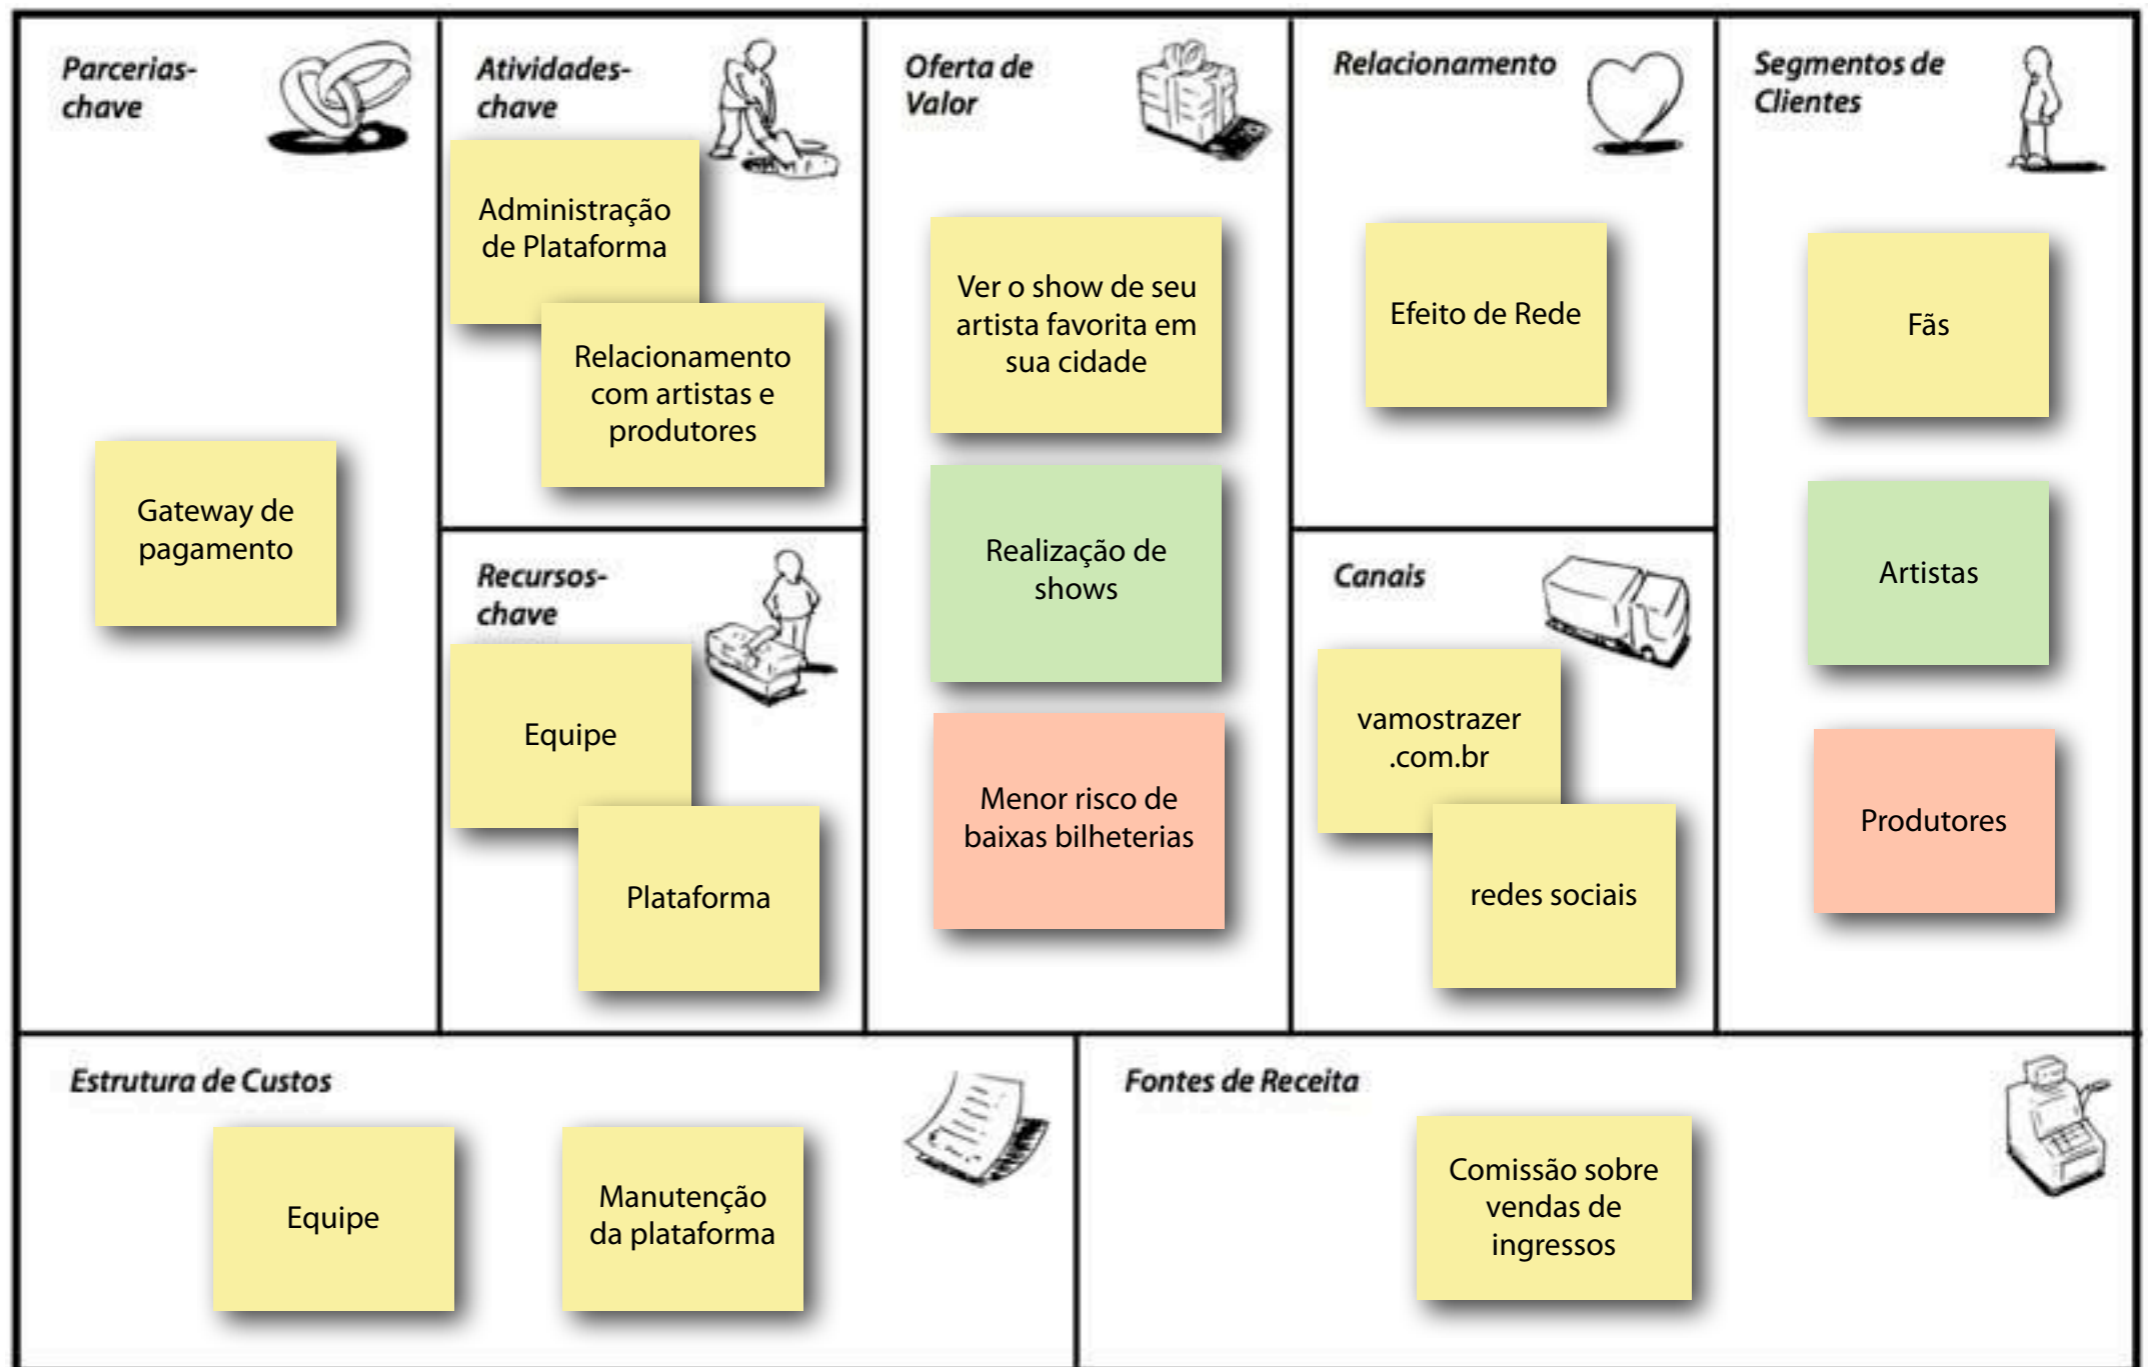 Parcerias-
chave
Gateway de
pagamento
Atividades-
chave
Administração
de Plataforma
Relacionamento
com artistas e
produtores
Recursos-
chave
Equipe
Plataforma
Oferta de
Valor
Ver o show de seu
artista favorita em
sua cidade
Realização de
shows
Menor risco de
baixas bilheterias
Relacionamento
Efeito de Rede
Canais
vamostrazer
.com.br
redes sociais
Segmentos de
Clientes
Fãs
Artistas
Produtores
Estrutura de Custos
Equipe
Manutenção
da plataforma
Fontes de Receita
Comissão sobre
vendas de
ingressos